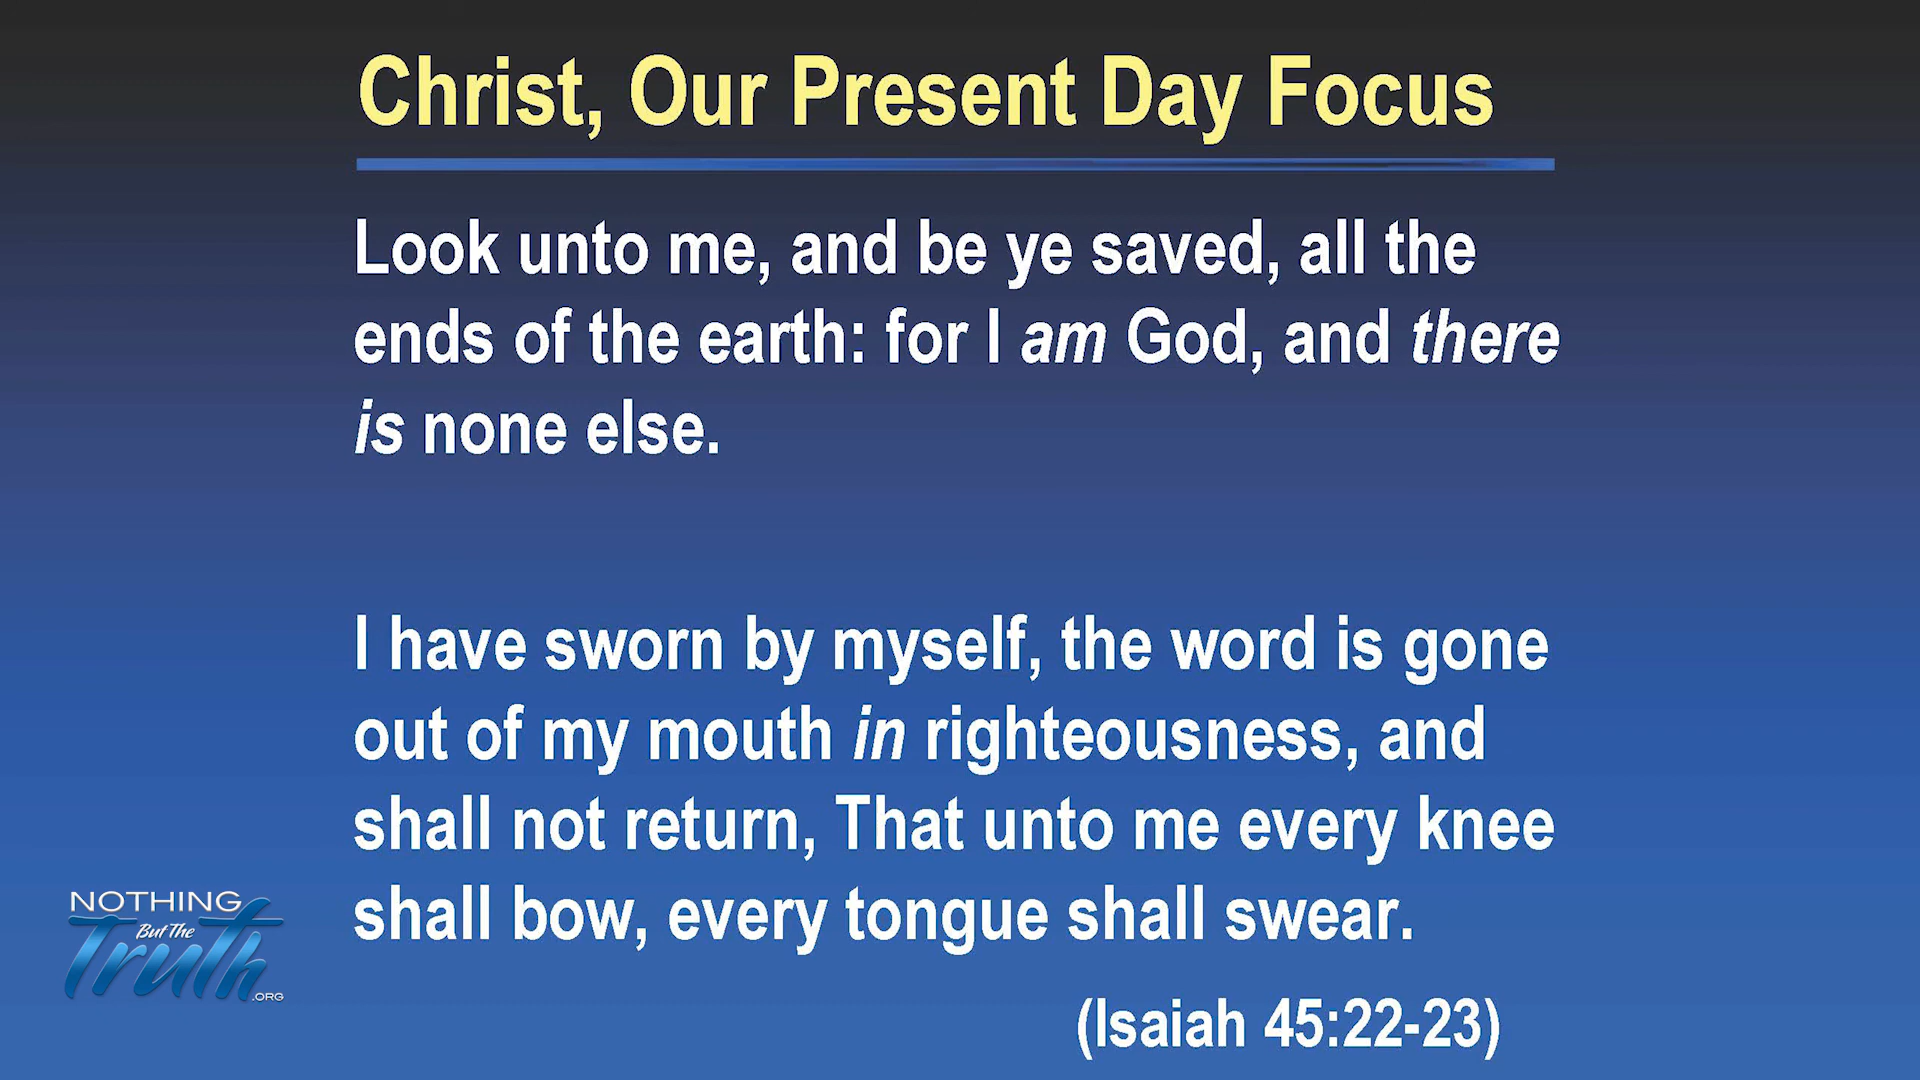 Christ, Our Present Day Focus
Look unto me, and be ye saved, all the
ends of the earth: for I am God, and there
is none else.
I have sworn by myself, the word is gone
out of my mouth in righteousness, and
shall not return, That unto me every knee
shall bow, every tongue shall swear.
(Isaiah 45:22-23)
NOTHING
But The
Truth
.ORG